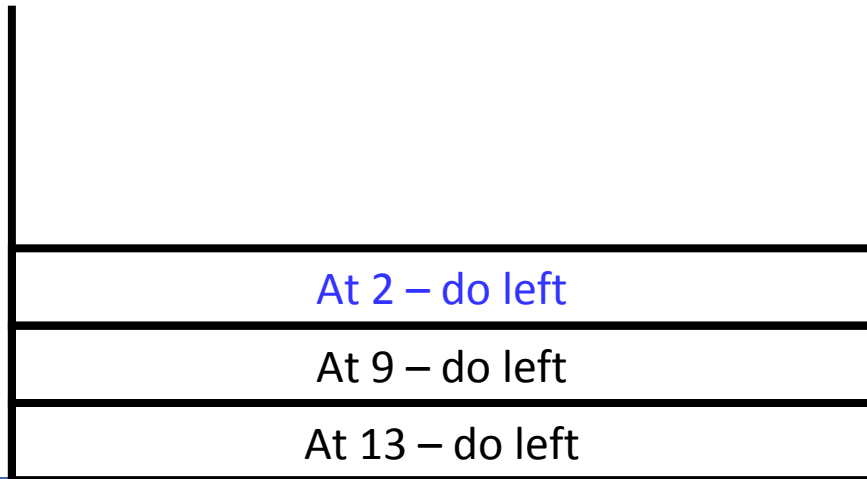 At 2 – do left
At 9 – do left
At 13 – do left